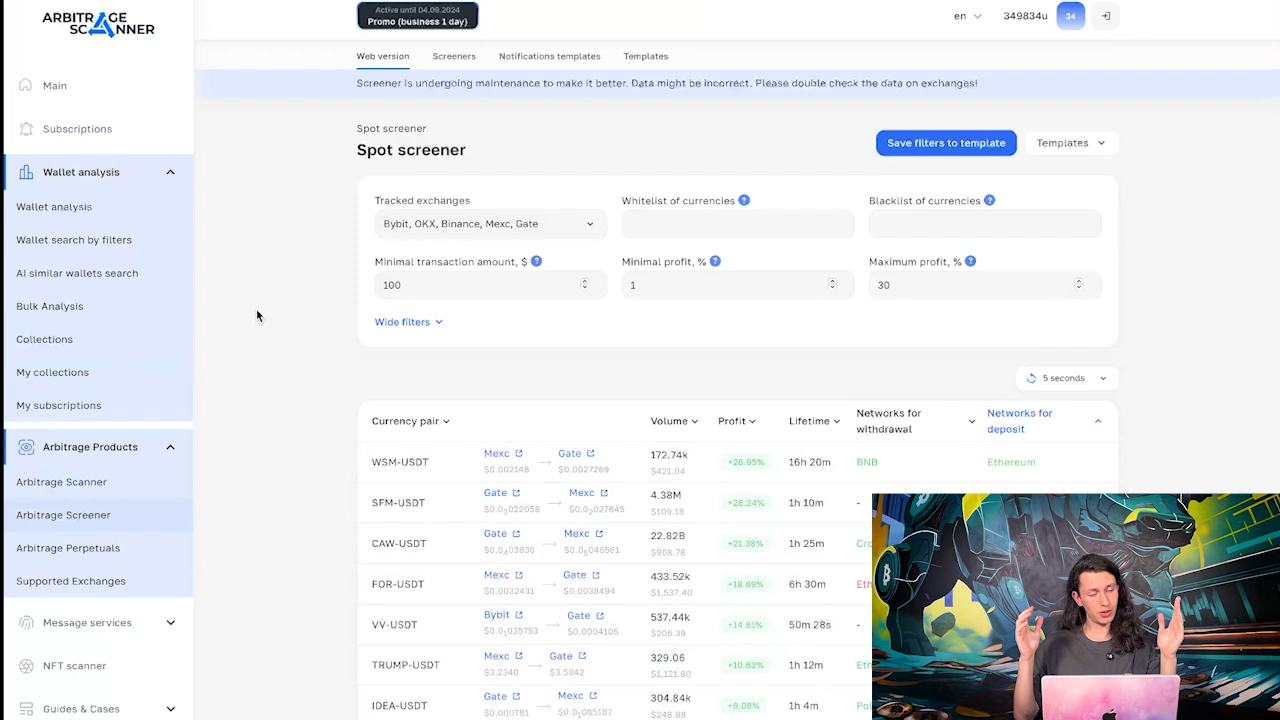 ARBITRAGE
SCANNER
Active until 04.09.2024
Promo (business 1 day)
en
349834u
34
Web version
Screeners
Notifications templates
Templates
Screener is undergoing maintenance to make it better. Data might be incorrect. Please double check the data on exchanges!
Main
Subscriptions
Wallet analysis
Wallet analysis
Wallet search by filters
AI similar wallets search
Bulk Analysis
Collections
My collections
My subscriptions
Arbitrage Products
Arbitrage Scanner
Arbitrage Screener
Arbitrage Perpetuals
Supported Exchanges
Message services
NFT scanner
Guides & Cases
Spot screener
Spot screener
Save filters to template
Templates
Tracked exchanges
Whitelist of currencies ?
Blacklist of currencies ?
Bybit, OKX, Binance, Mexc, Gate
Minimal transaction amount, $ ?
Minimal profit, % ?
Maximum profit, % ?
100
1
30
Wide filters
5 seconds
Currency pair
Volume
Profit
Lifetime
Networks for
withdrawal
Networks for
deposit
WSM-USDT
Mexc
$0.002148
Gate
$0.0027269
172.74k
$421.04
+26.95%
16h 20m
BNB
Ethereum
SFM-USDT
Gate
$0.0₂022058
Mexc
$0.0₂027845
4.38M
$109.18
+26.24%
1h 10m
-
CAW-USDT
Gate
Mexc
22.82B
$968.78
+21.38%
1h 25m
FOR-USDT
Mexc
$0.0032431
Gate
$0.0038494
433.52k
$1,537.40
+18.69%
6h 30m
VV-USDT
Bybit
Gate
$0.0004105
537.44k
$206.39
+14.81%
50m 28s
-
TRUMP-USDT
Mexc
$3.2340
Gate
$3.5842
329.06
$1,121.80
+10.83%
1h 12m
IDEA-USDT
Gate
$0.000781
Mexc
304.84k
$248.88
+9.08%
1h 4m